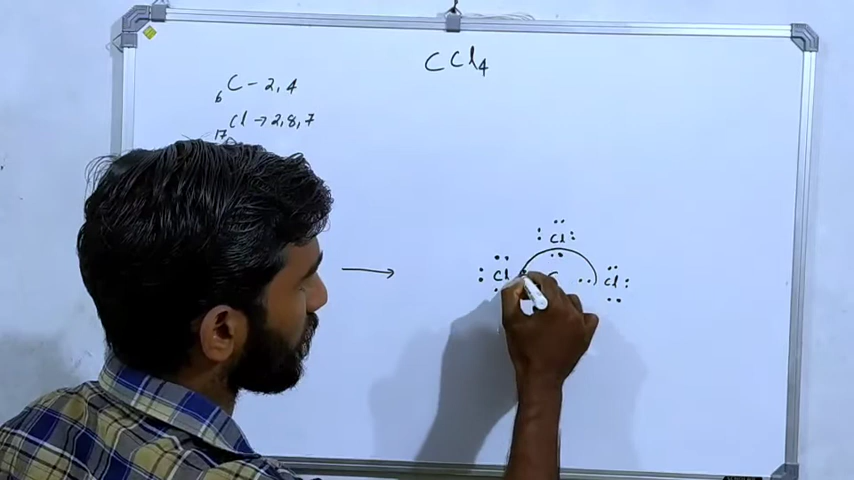 CCl4
6C - 2, 4
17Cl → 2, 8, 7
→
Cl
Cl C Cl